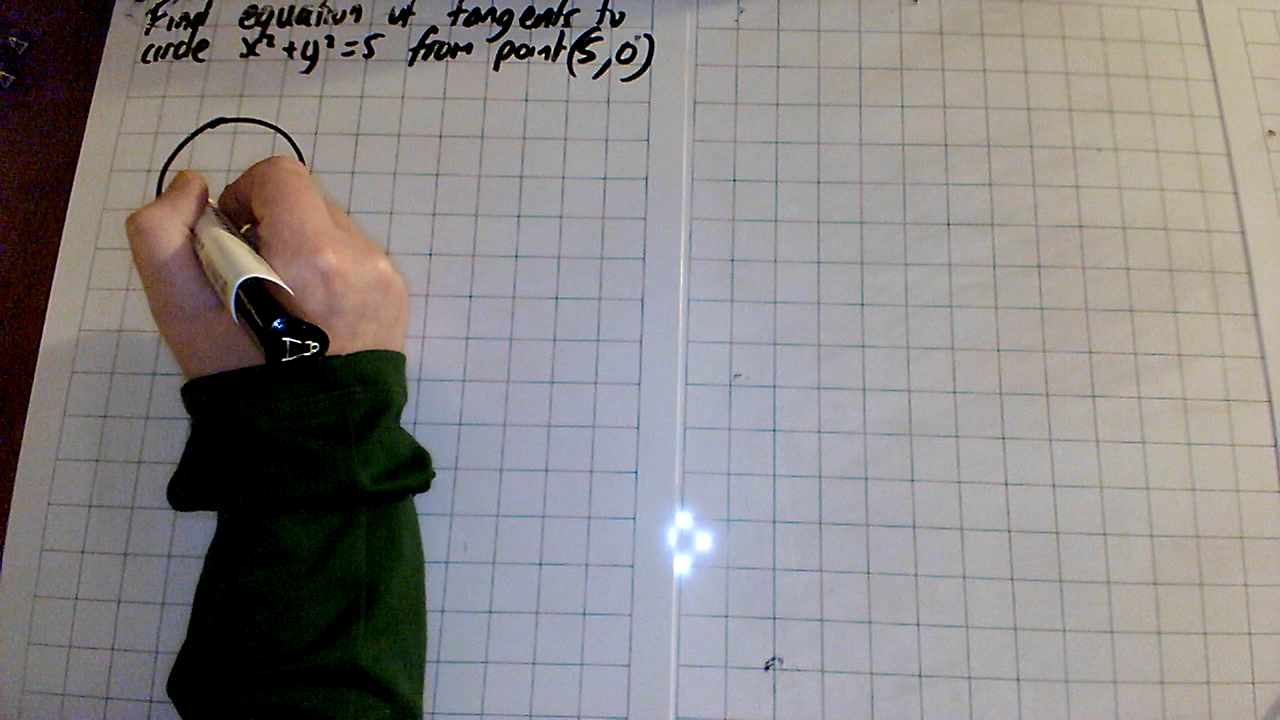 Find equation of tangents to
circle x²+y²=5 from point(5,0)